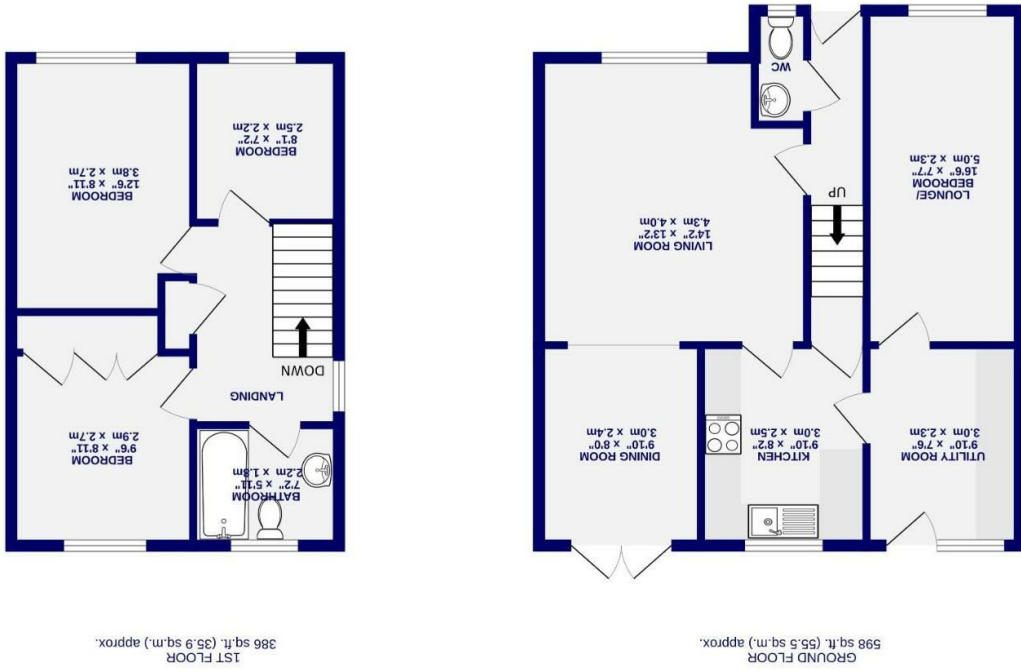 GROUND FLOOR
598 sq.ft. (55.5 sq.m.) approx.
1ST FLOOR
386 sq.ft. (35.9 sq.m.) approx.
UTILITY ROOM
9'10" x 7'6"
3.0m x 2.3m
KITCHEN
9'10" x 8'2"
3.0m x 2.5m
DINING ROOM
9'10" x 8'0"
3.0m x 2.4m
LIVING ROOM
14'2" x 13'2"
4.3m x 4.0m
LOUNGE/
BEDROOM
16'6" x 7'7"
5.0m x 2.3m
UP
WC
BATHROOM
7'2" x 5'11"
2.2m x 1.8m
BEDROOM
9'6" x 8'11"
2.9m x 2.7m
LANDING
DOWN
BEDROOM
8'1" x 7'2"
2.5m x 2.2m
BEDROOM
12'6" x 8'11"
3.8m x 2.7m